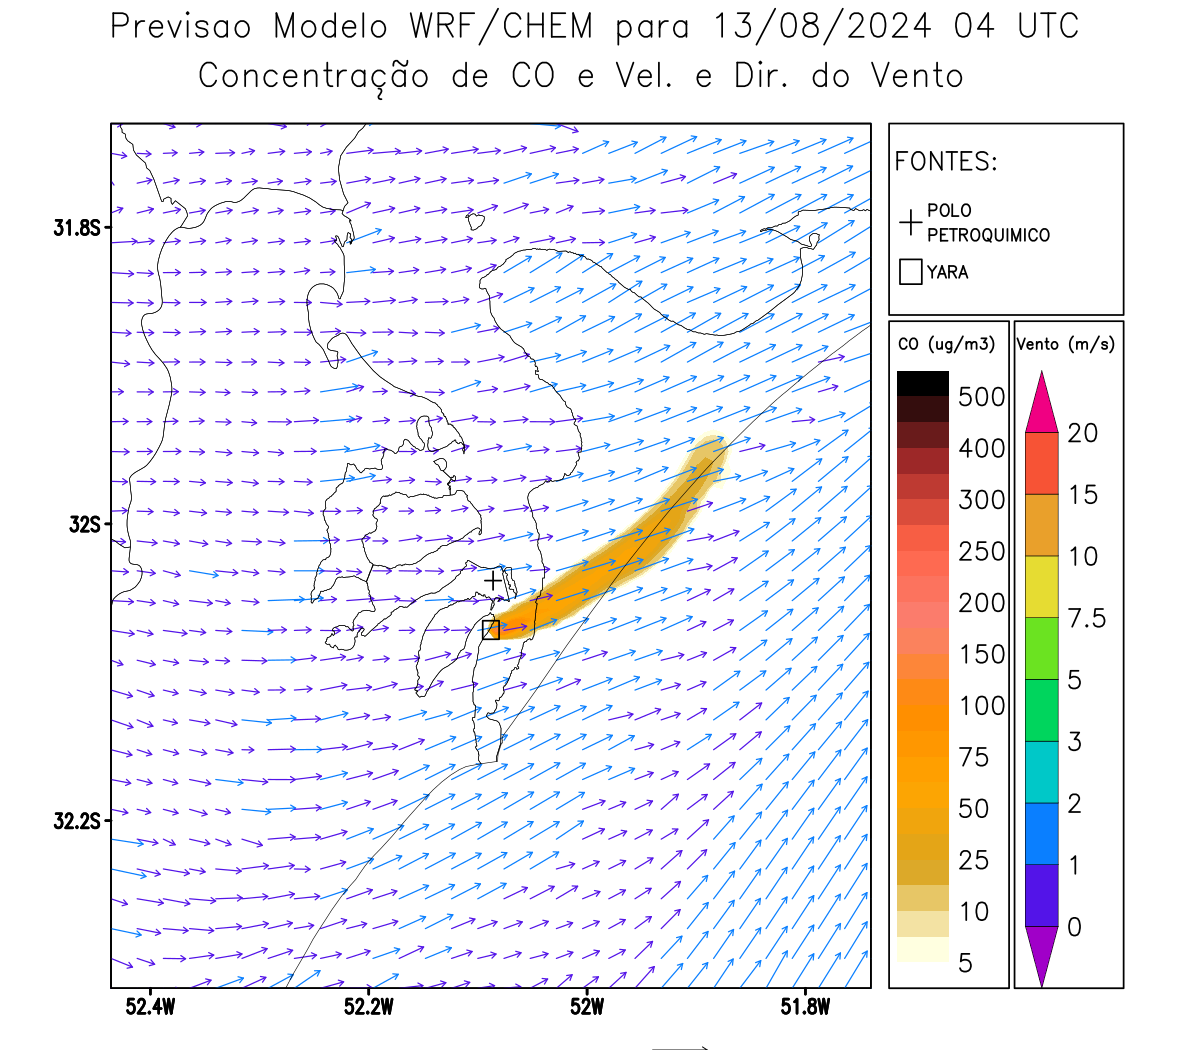 Previsao Modelo WRF/CHEM para 13/08/2024 04 UTC
Concentração de CO e Vel. e Dir. do Vento
FONTES:
POLO
PETROQUIMICO
YARA
CO (ug/m3)
500
400
300
250
200
150
100
75
50
25
10
5
Vento (m/s)
20
15
10
7.5
5
3
2
1
0
31.8S
32S
32.2S
52.4W
52.2W
52W
51.8W